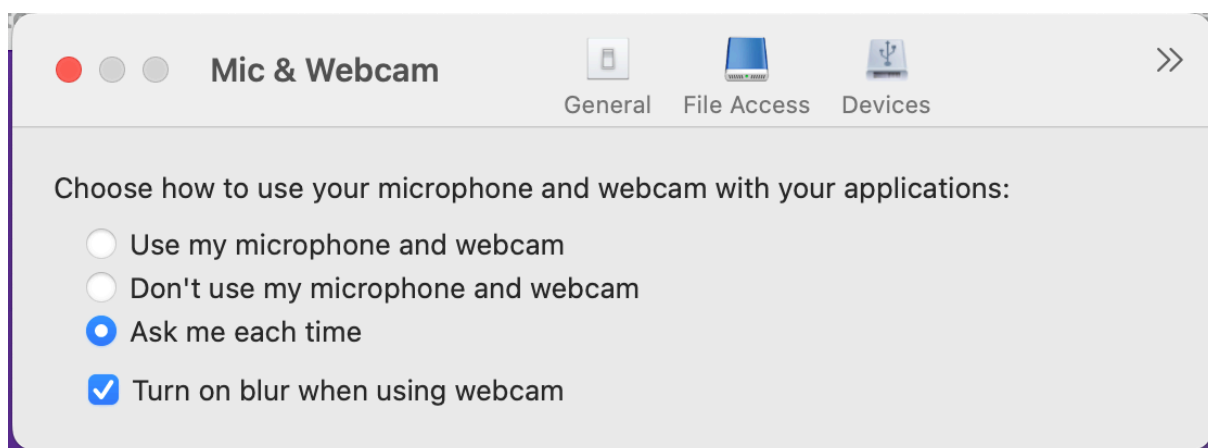 Mic & Webcam
General
File Access
Devices
Choose how to use your microphone and webcam with your applications:
Use my microphone and webcam
Don't use my microphone and webcam
Ask me each time
Turn on blur when using webcam